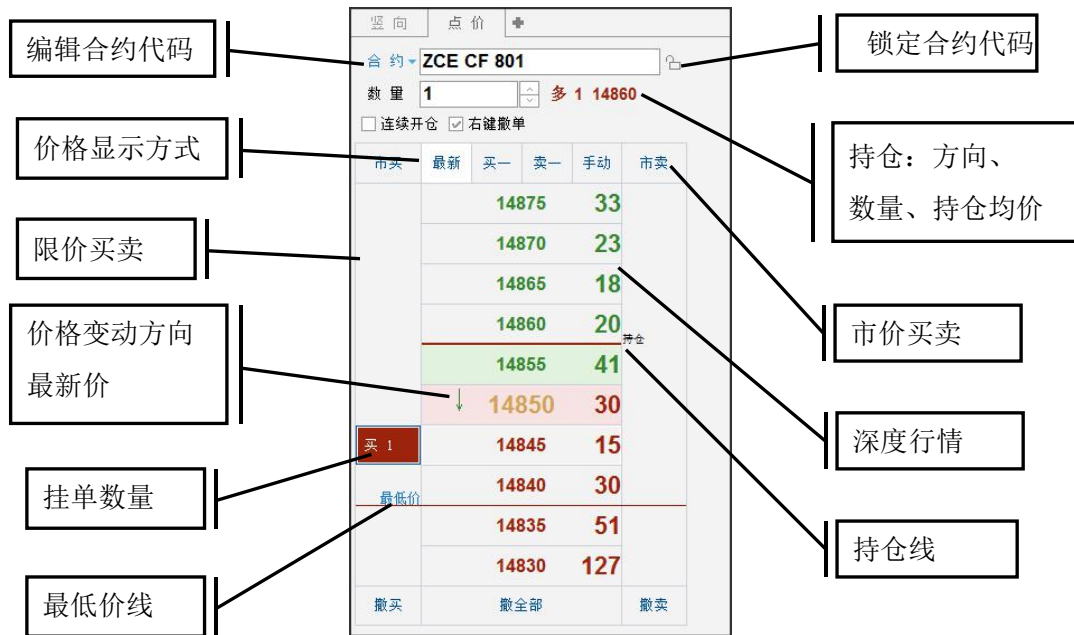 竖向 点价
编辑合约代码
合约 ZCE CF 801
锁定合约代码
数量 1 多 1 14860
连续开仓 右键撤单
价格显示方式
持仓：方向、
数量、持仓均价
市买 最新 买一 卖一 手动 市卖
14875 33
限价买卖
14870 23
14865 18
价格变动方向
最新价
14860 20
持仓
市价买卖
14855 41
14850 30
买 1 14845 15
深度行情
挂单数量
14840 30
最低价
14835 51
持仓线
14830 127
最低价线
撤买 撤全部 撤卖